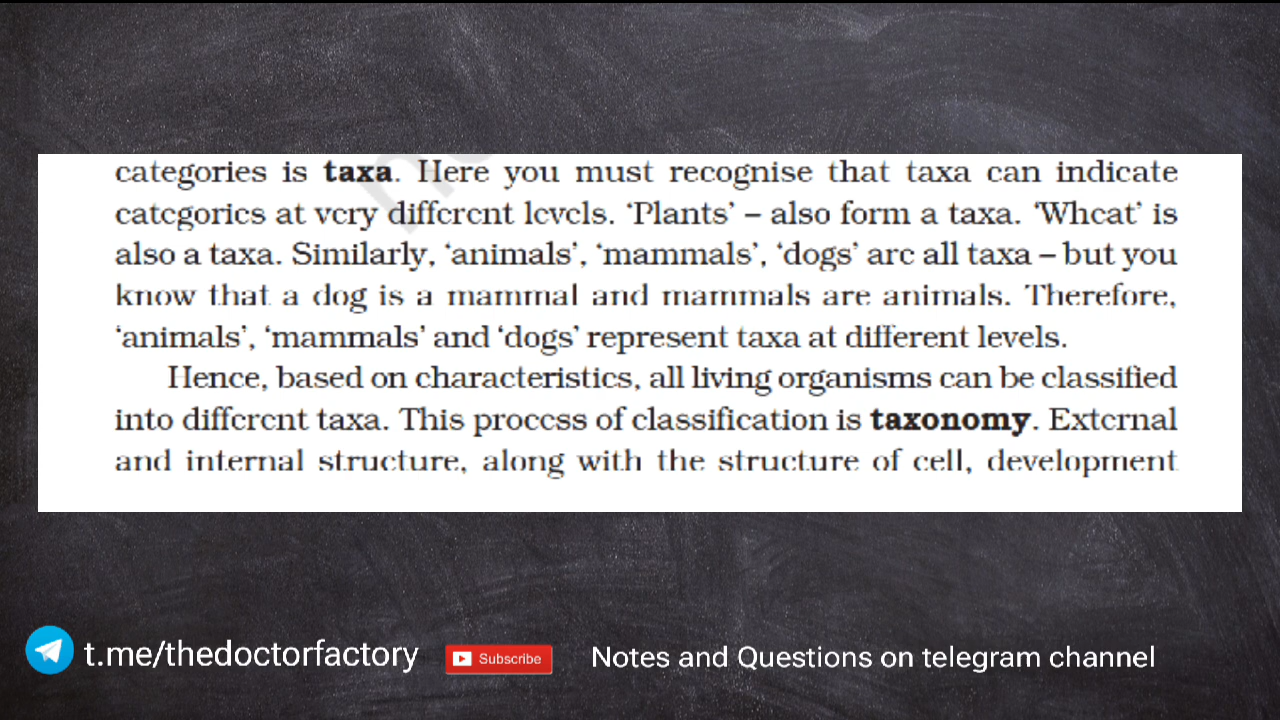 categories is taxa. Here you must recognise that taxa can indicate
categories at very different levels. ‘Plants’ – also form a taxa. ‘Wheat’ is
also a taxa. Similarly, ‘animals’, ‘mammals’, ‘dogs’ are all taxa – but you
know that a dog is a mammal and mammals are animals. Therefore,
‘animals’, ‘mammals’ and ‘dogs’ represent taxa at different levels.
Hence, based on characteristics, all living organisms can be classified
into different taxa. This process of classification is taxonomy. External
and internal structure, along with the structure of cell, development
t.me/thedoctorfactory
Subscribe
Notes and Questions on telegram channel